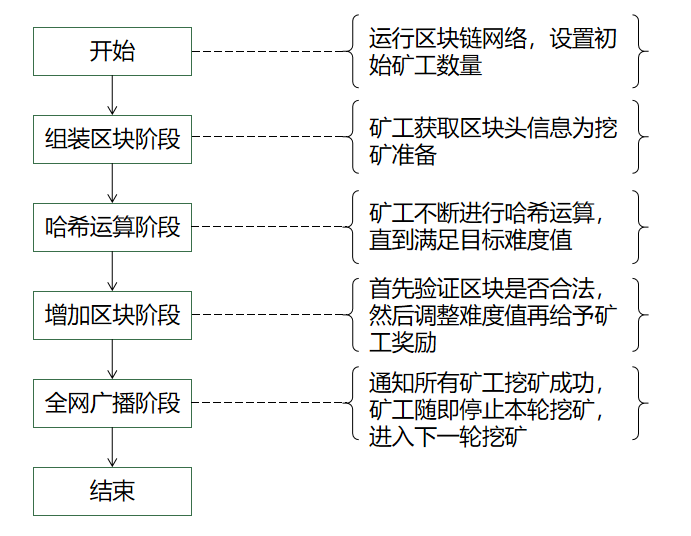 开始
运行区块链网络，设置初
始矿工数量
组装区块阶段
矿工获取区块头信息为挖
矿准备
哈希运算阶段
矿工不断进行哈希运算，
直到满足目标难度值
增加区块阶段
首先验证区块是否合法，
然后调整难度值再给予矿
工奖励
全网广播阶段
通知所有矿工挖矿成功，
矿工随即停止本轮挖矿，
进入下一轮挖矿
结束